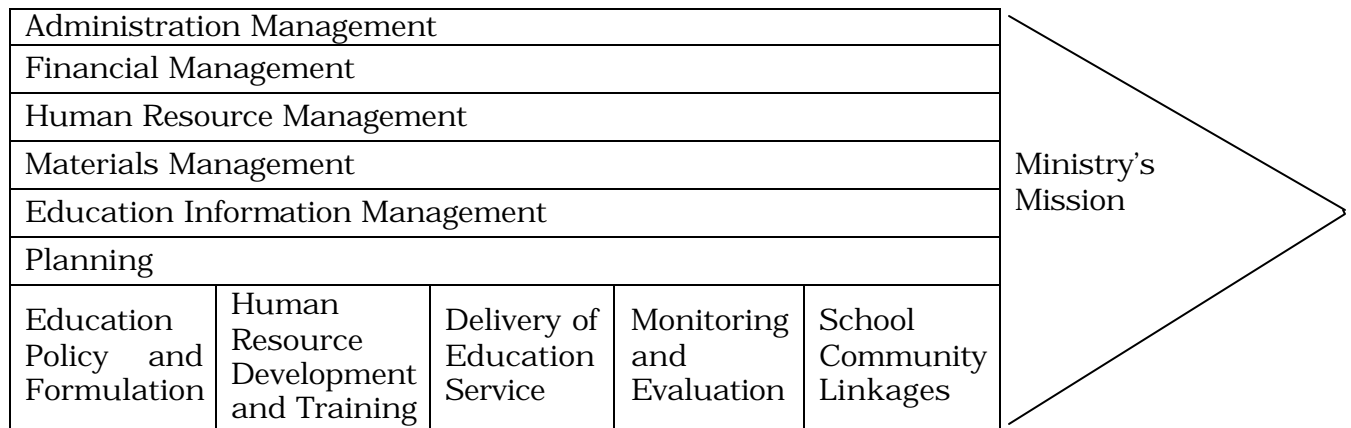 Administration Management
Financial Management
Human Resource Management
Materials Management
Education Information Management
Planning
Education
Policy and
Formulation
Human
Resource
Development
and Training
Delivery of
Education
Service
Monitoring
and
Evaluation
School
Community
Linkages
Ministry's
Mission